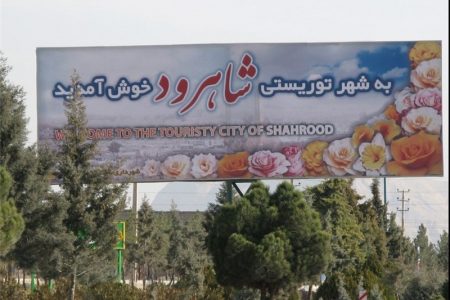 به شهر توریستی شاهرود خوش آمدید
WELCOME TO THE TOURISTY CITY OF SHAHROOD